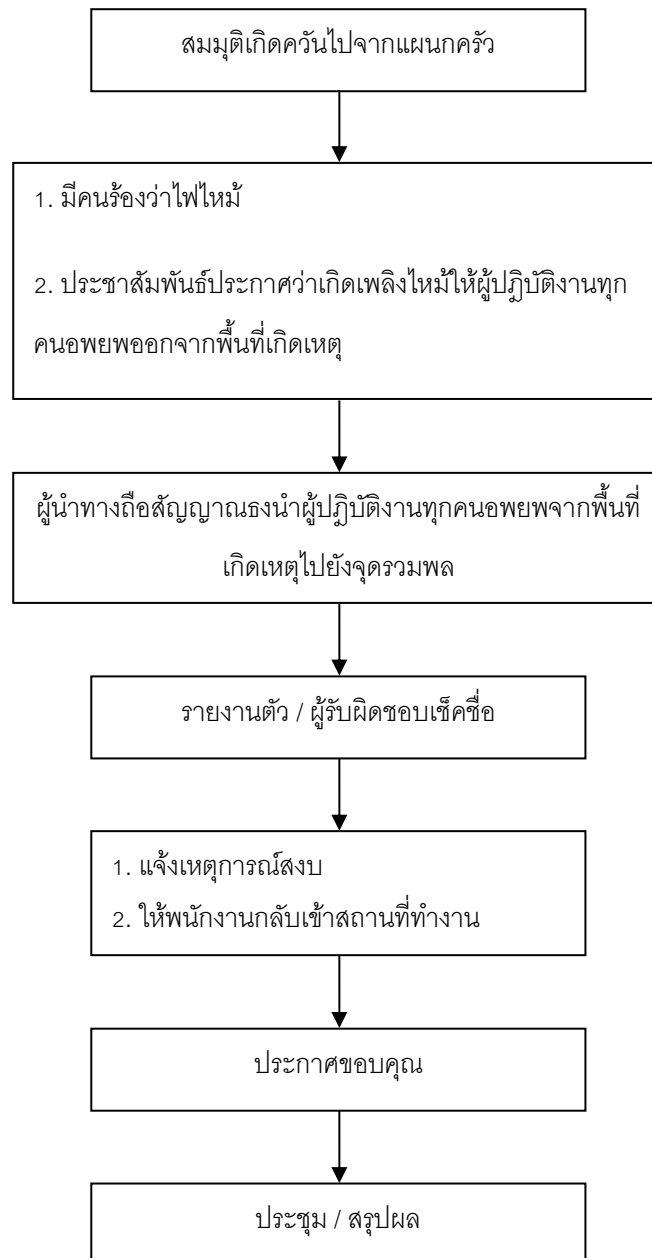 สมมุติเกิดควันไปจากแผนกครัว
1. มีคนร้องว่าไฟไหม้
2. ประชาสัมพันธ์ประกาศว่าเกิดเพลิงไหม้ให้ผู้ปฎิบัติงานทุก
คนอพยพออกจากพื้นที่เกิดเหตุ
ผู้นำทางถือสัญญาณธงนำผู้ปฎิบัติงานทุกคนอพยพจากพื้นที่
เกิดเหตุไปยังจุดรวมพล
รายงานตัว / ผู้รับผิดชอบเช็คชื่อ
1. แจ้งเหตุการณ์สงบ
2. ให้พนักงานกลับเข้าสถานที่ทำงาน
ประกาศขอบคุณ
ประชุม / สรุปผล